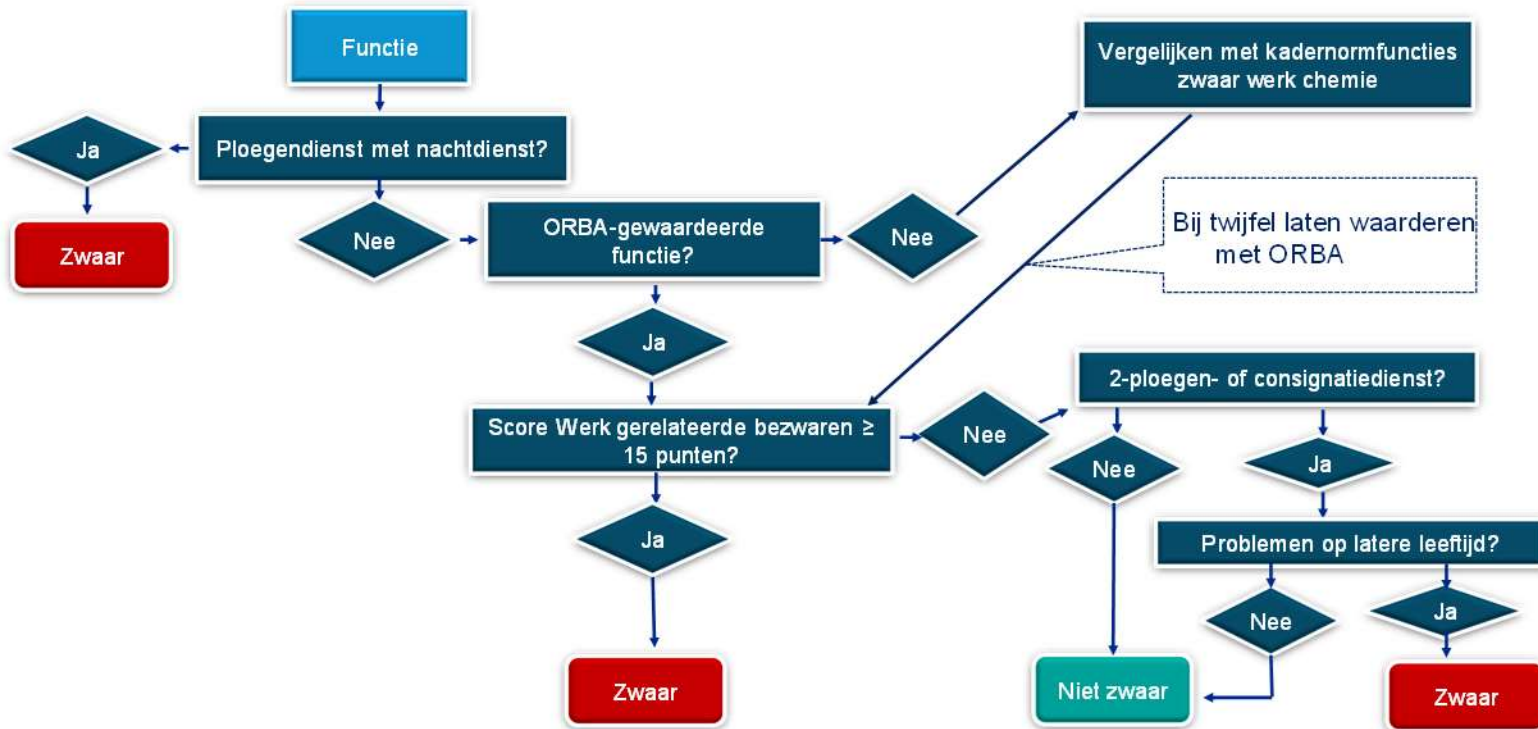 Functie
Vergelijken met kadernormfuncties
zwaar werk chemie
Ja
Ploegendienst met nachtdienst?
Zwaar
Nee
ORBA-gewaardeerde
functie?
Nee
Bij twijfel laten waarderen
met ORBA
Ja
2-ploegen- of consignatiedienst?
Score Werk gerelateerde bezwaren ≥
15 punten?
Nee
Nee
Ja
Ja
Problemen op latere leeftijd?
Nee
Ja
Zwaar
Niet zwaar
Zwaar